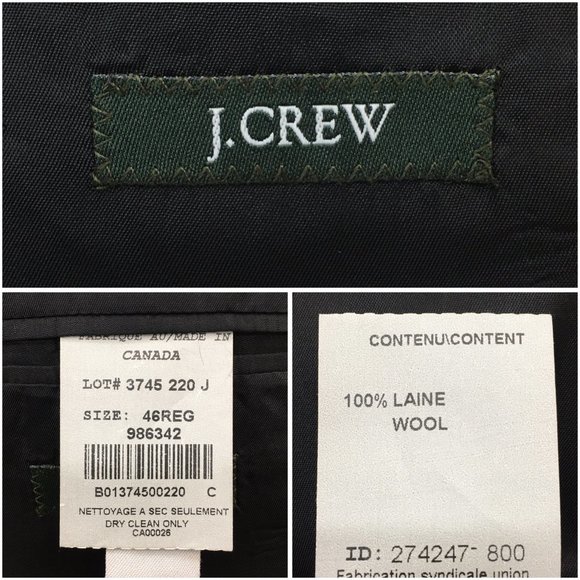 J.CREW
FABRIQUE AU/MADE IN
CANADA
LOT# 3745 220 J
SIZE: 46REG
986342
B01374500220 C
NETTOYAGE A SEC SEULEMENT
DRY CLEAN ONLY
CA00026
CONTENU\CONTENT
100% LAINE
WOOL
ID: 274247- 800
Fabrication syndicale union